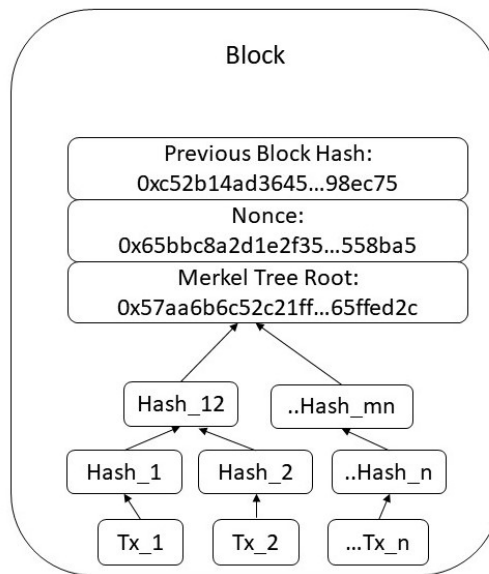 Block
Previous Block Hash:
0xc52b14ad3645...98ec75
Nonce:
0x65bbc8a2d1e2f35...558ba5
Merkel Tree Root:
0x57aa6b6c52c21ff...65ffed2c
Hash_12
..Hash_mn
Hash_1
Hash_2
..Hash_n
Tx_1
Tx_2
...Tx_n